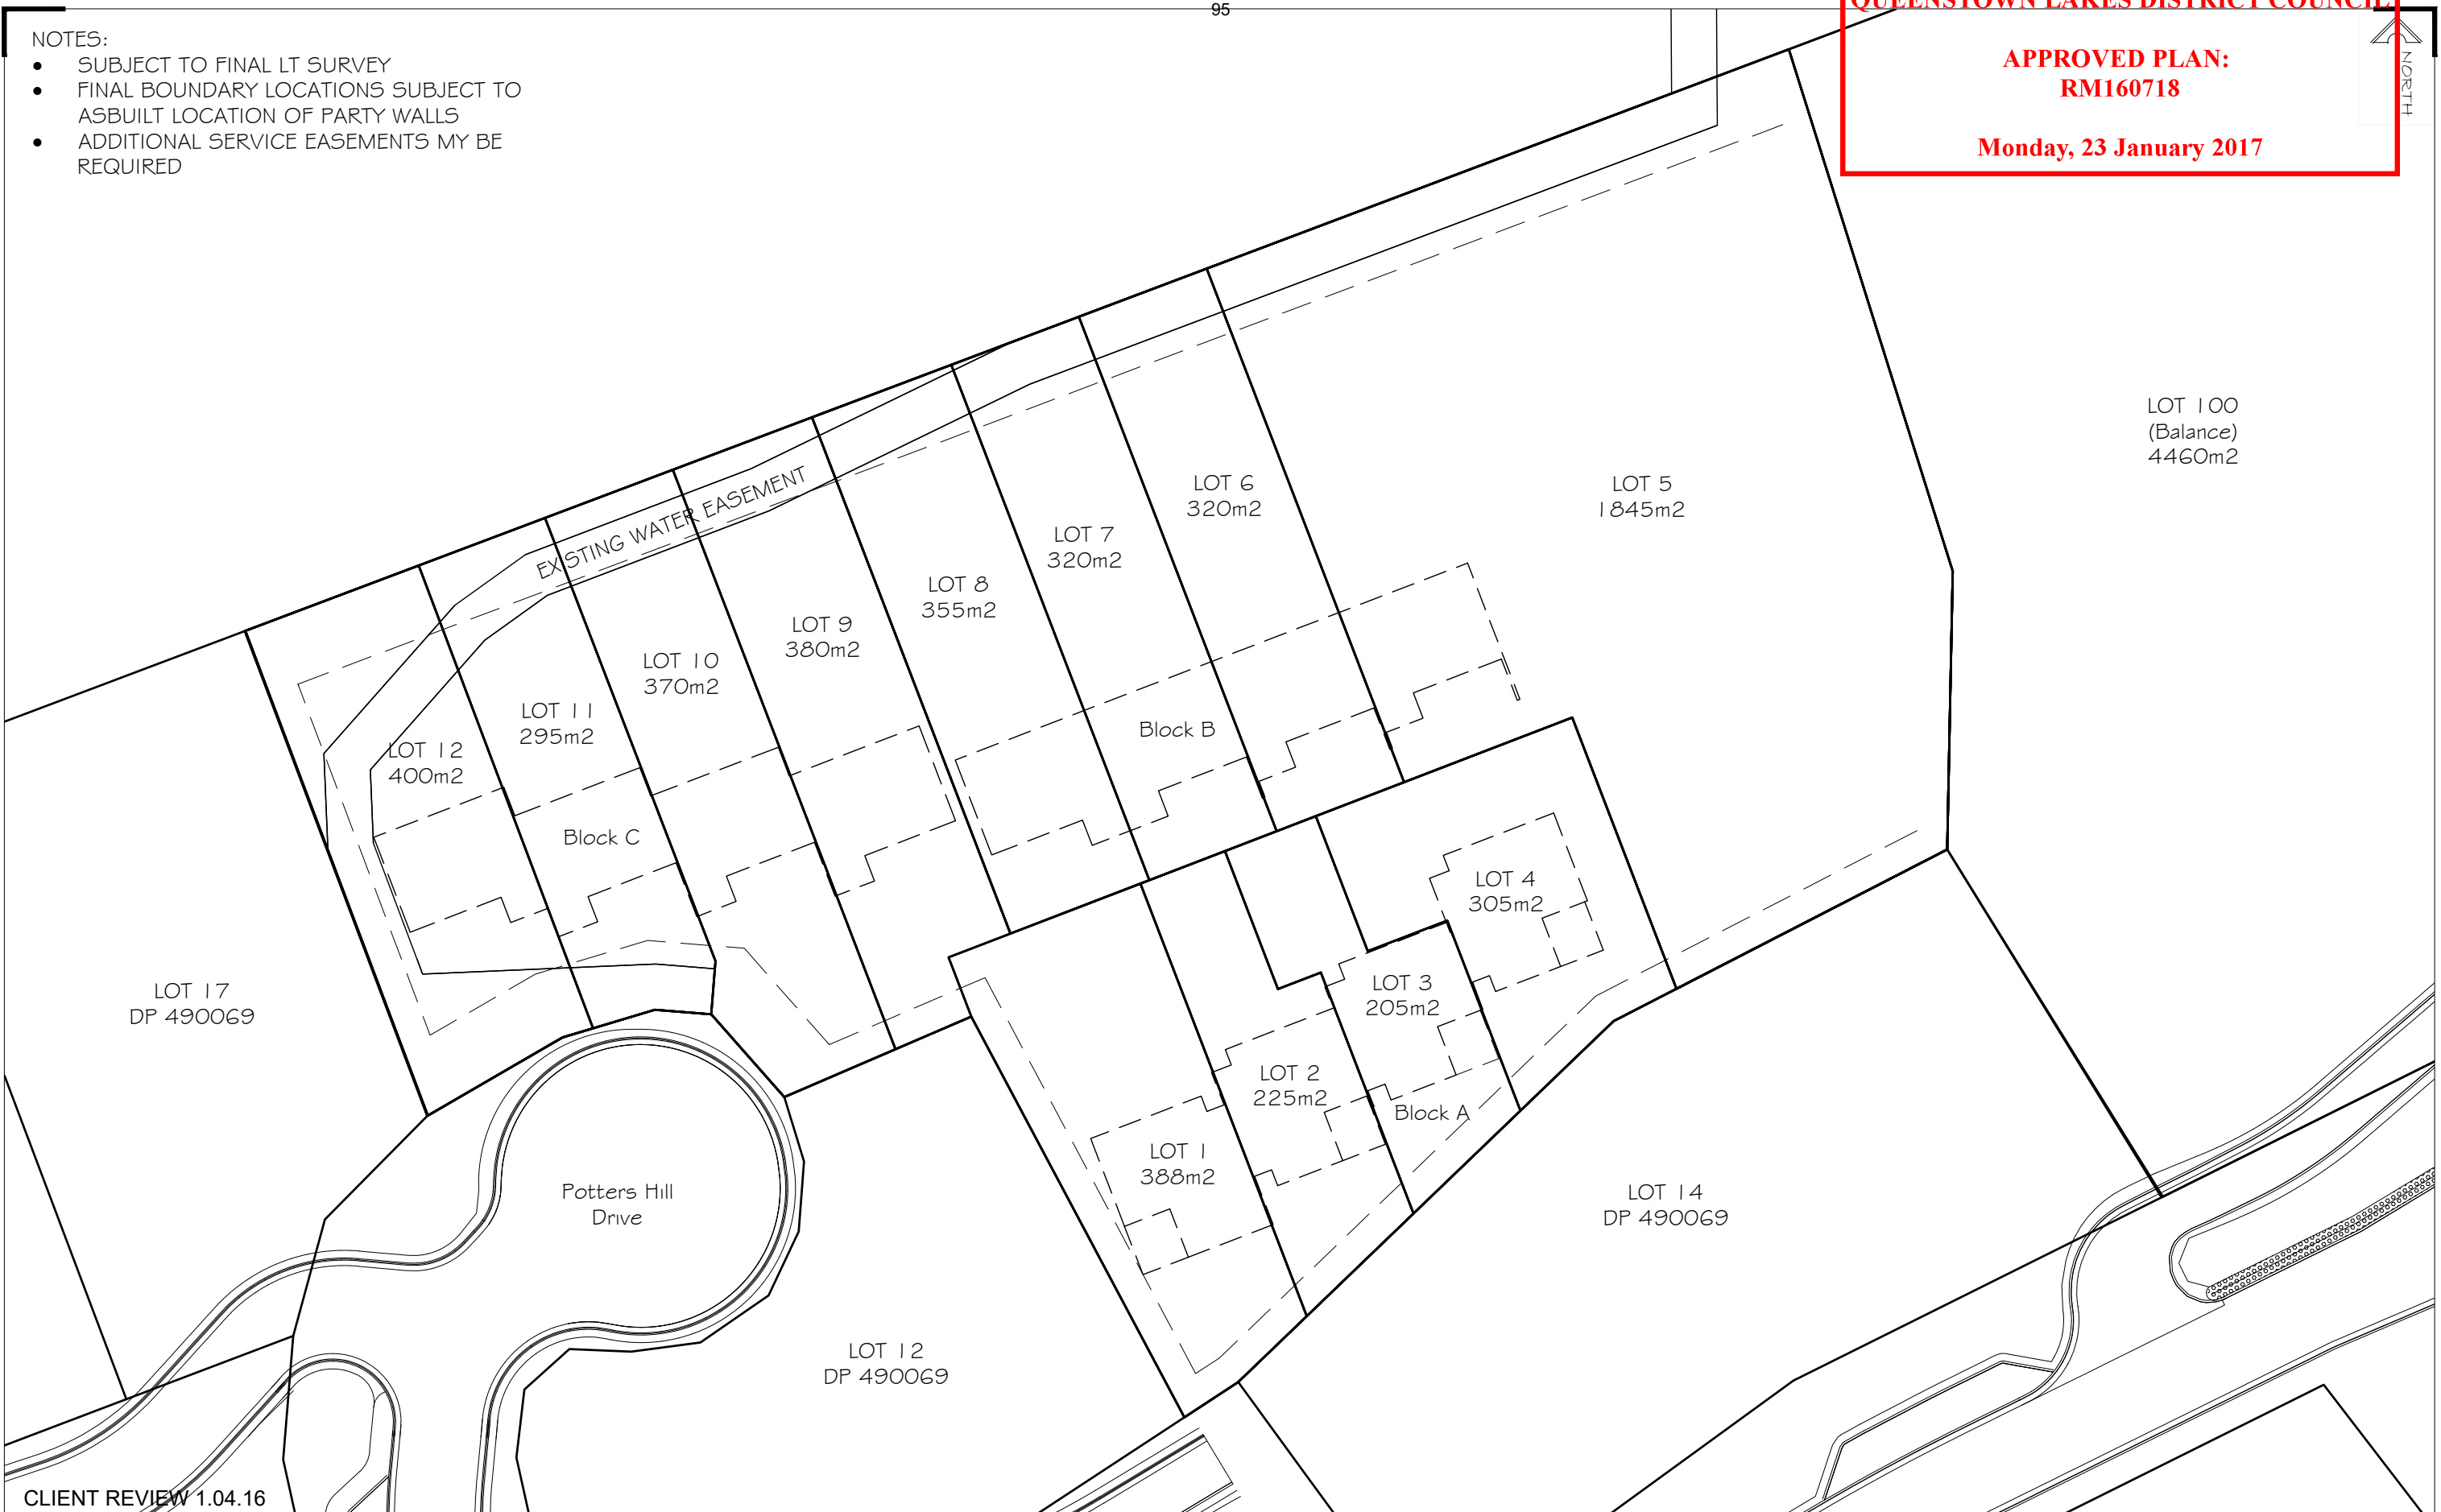 95
NOTES:
• SUBJECT TO FINAL LT SURVEY
• FINAL BOUNDARY LOCATIONS SUBJECT TO
ASBUILT LOCATION OF PARTY WALLS
• ADDITIONAL SERVICE EASEMENTS MY BE
REQUIRED
QUEENSTOWN LAKES DISTRICT COUNCIL
APPROVED PLAN:
RM160718
Monday, 23 January 2017
NORTH
LOT 100
(Balance)
4460m2
LOT 5
1845m2
LOT 6
320m2
LOT 7
320m2
LOT 8
355m2
LOT 9
380m2
LOT 10
370m2
LOT 11
295m2
LOT 12
400m2
EXISTING WATER EASEMENT
Block B
Block C
LOT 4
305m2
LOT 3
205m2
LOT 2
225m2
Block A
LOT 1
388m2
LOT 17
DP 490069
Potters Hill
Drive
LOT 14
DP 490069
LOT 12
DP 490069
CLIENT REVIEW 1.04.16